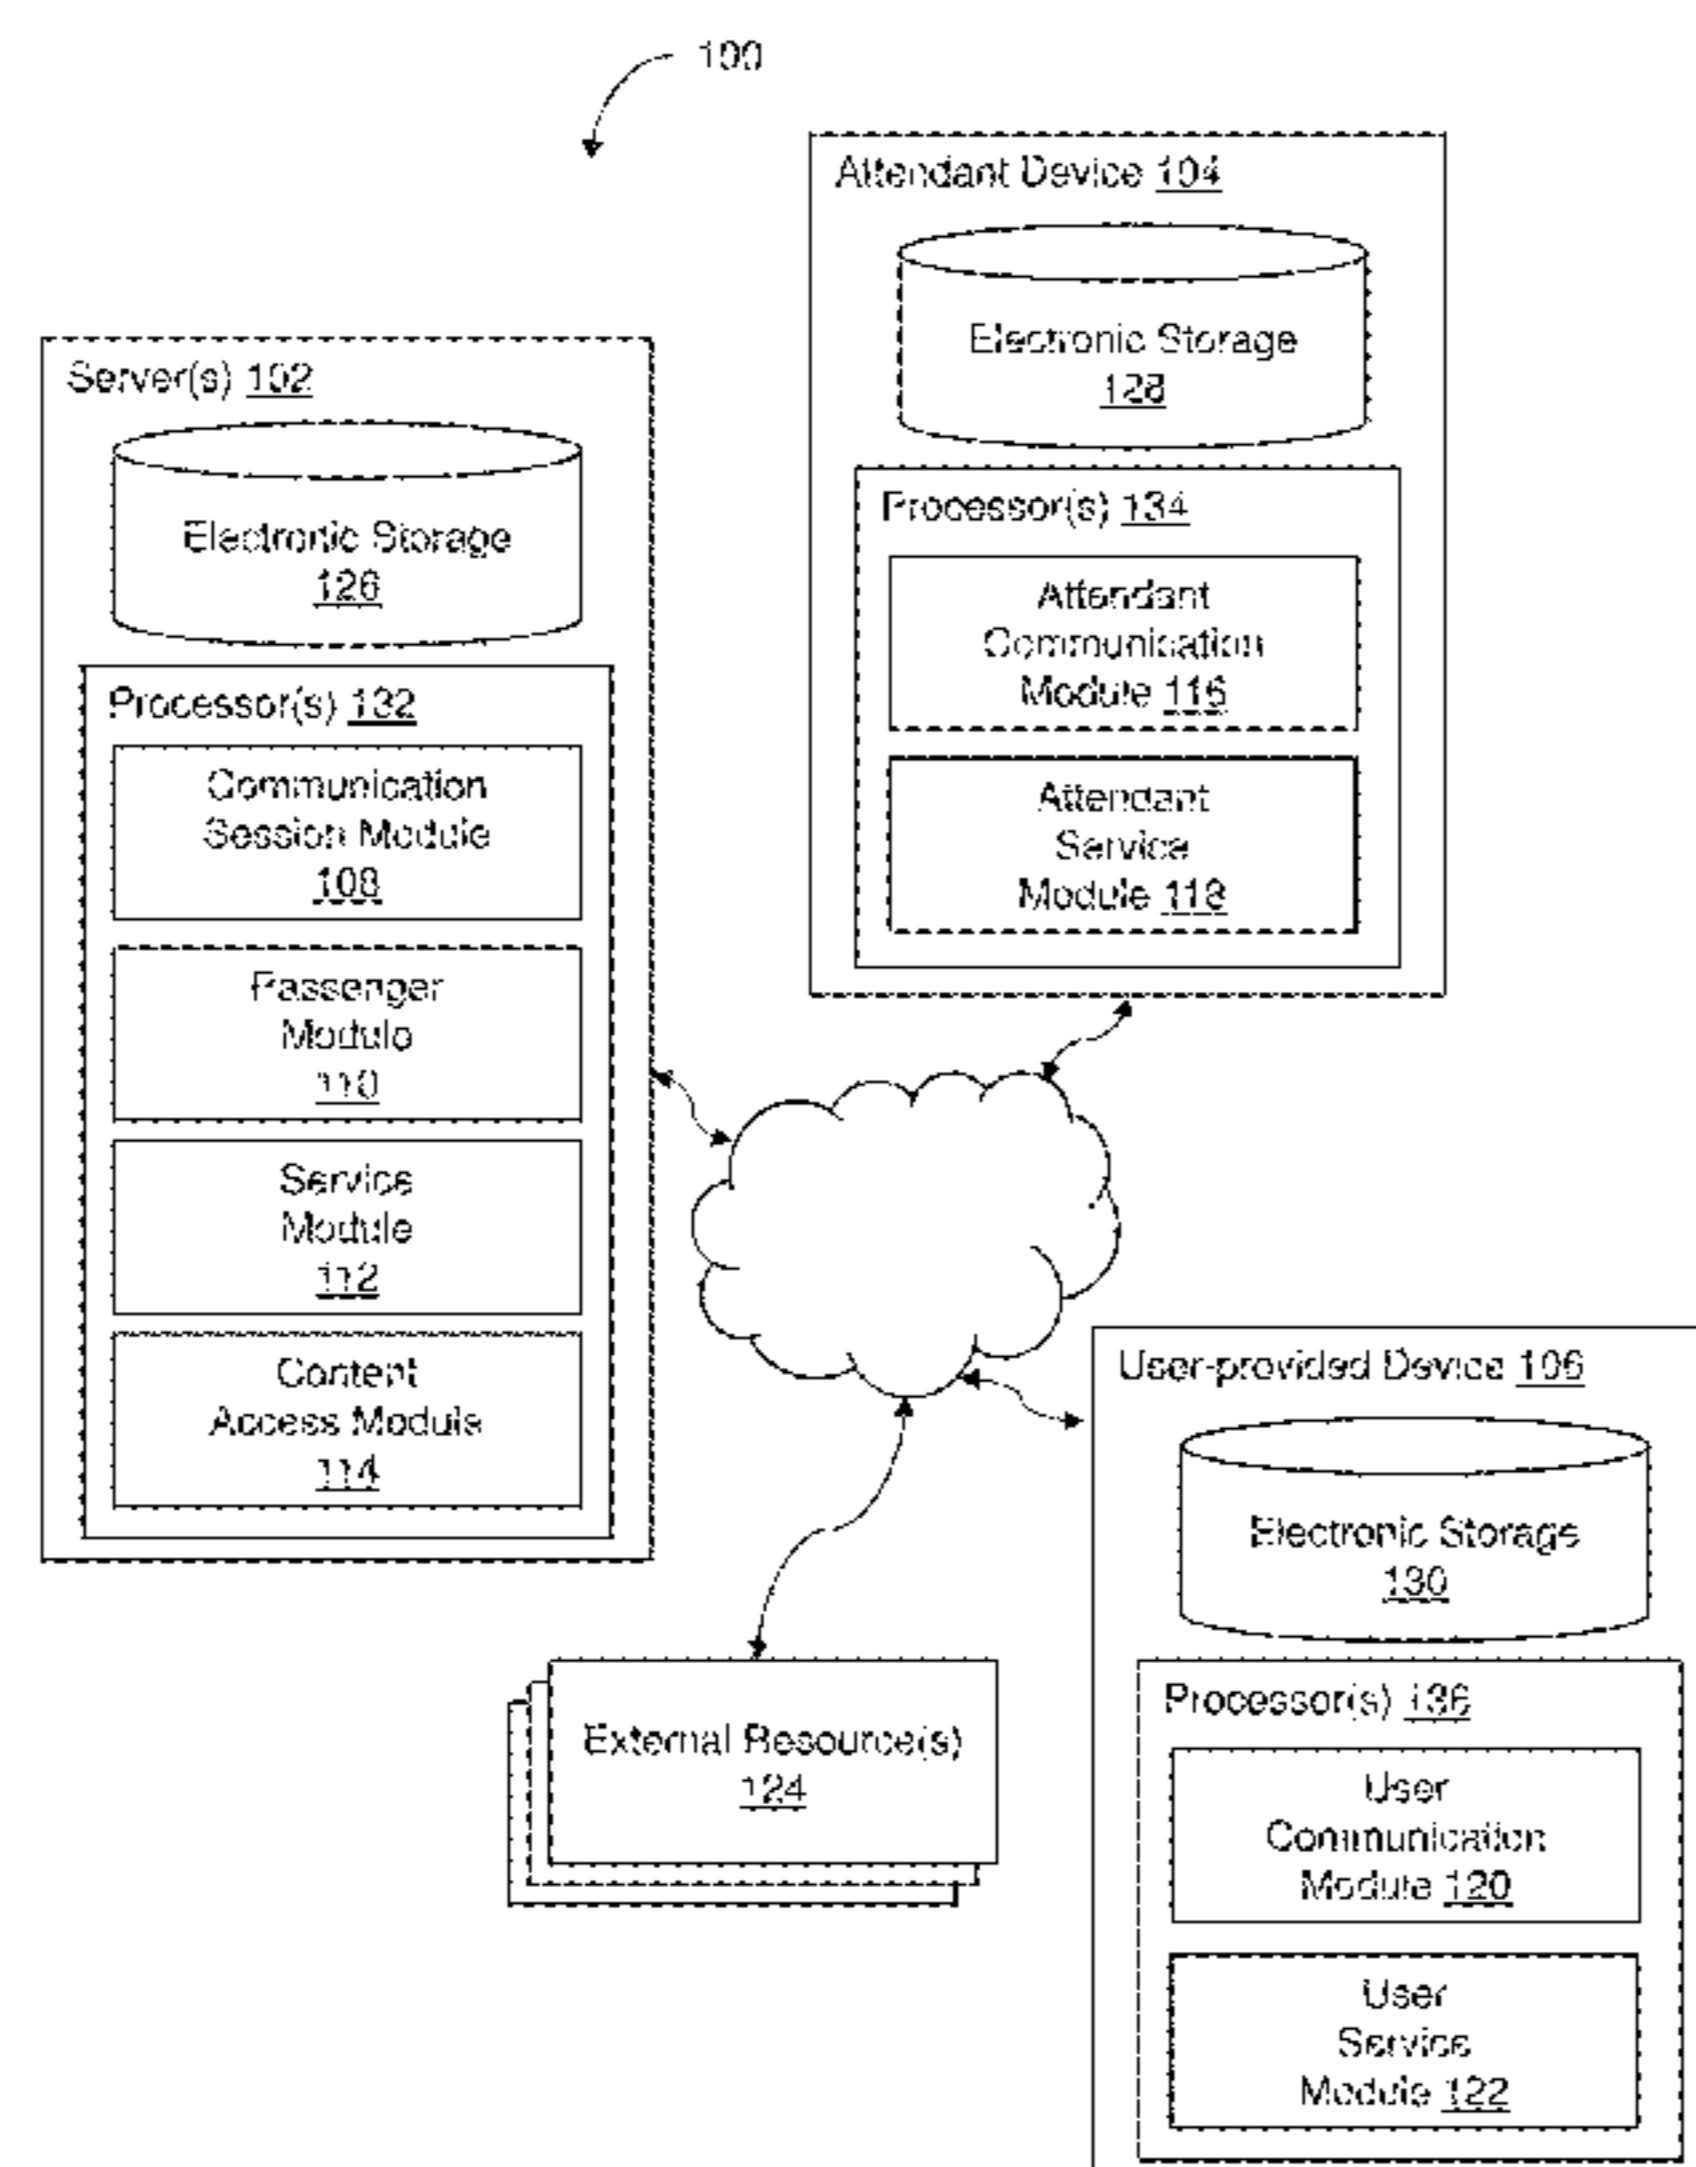 100
Attendant Device 104
Electronic Storage
128
Processor(s) 134
Attendant
Communication
Module 116
Attendant
Service
Module 118
Server(s) 102
Electronic Storage
126
Processor(s) 132
Communication
Session Module
108
Passenger
Module
110
Service
Module
112
Content
Access Module
114
User-provided Device 106
Electronic Storage
130
Processor(s) 136
User
Communication
Module 120
User
Service
Module 122
External Resource(s)
124